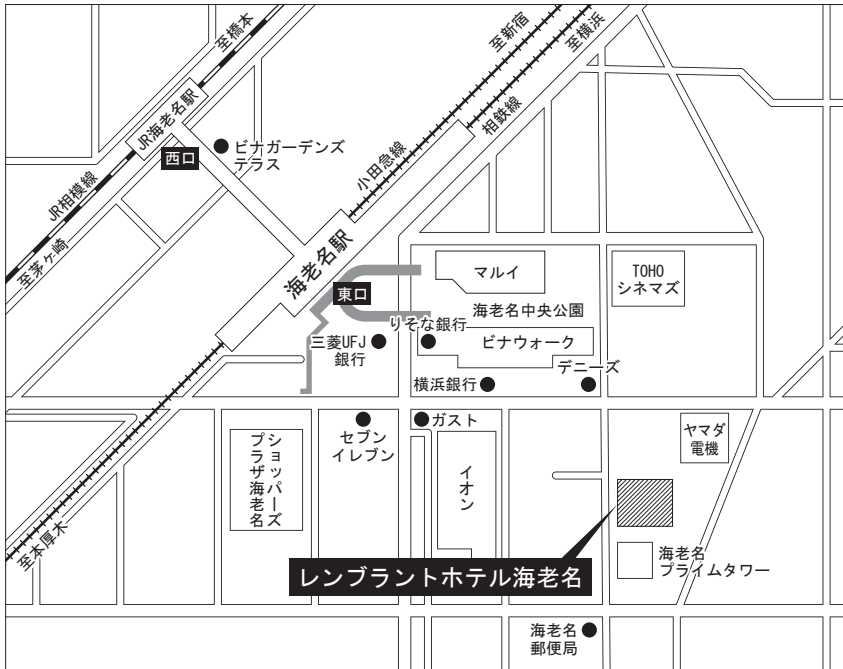 至橋本
JR海老名駅
西口
ビナガーデンズ
テラス
JR相模線
至茅ヶ崎
至新宿
至横浜
小田急線
相鉄線
海老名駅
東口
マルイ
TOHO
シネマズ
海老名中央公園
りそな銀行
三菱UFJ
銀行
ビナウォーク
横浜銀行
デニーズ
セブン
イレブン
ガスト
ショッパーズ
プラザ海老名
イオン
ヤマダ
電機
至本厚木
レンブラントホテル海老名
海老名
プライムタワー
海老名
郵便局